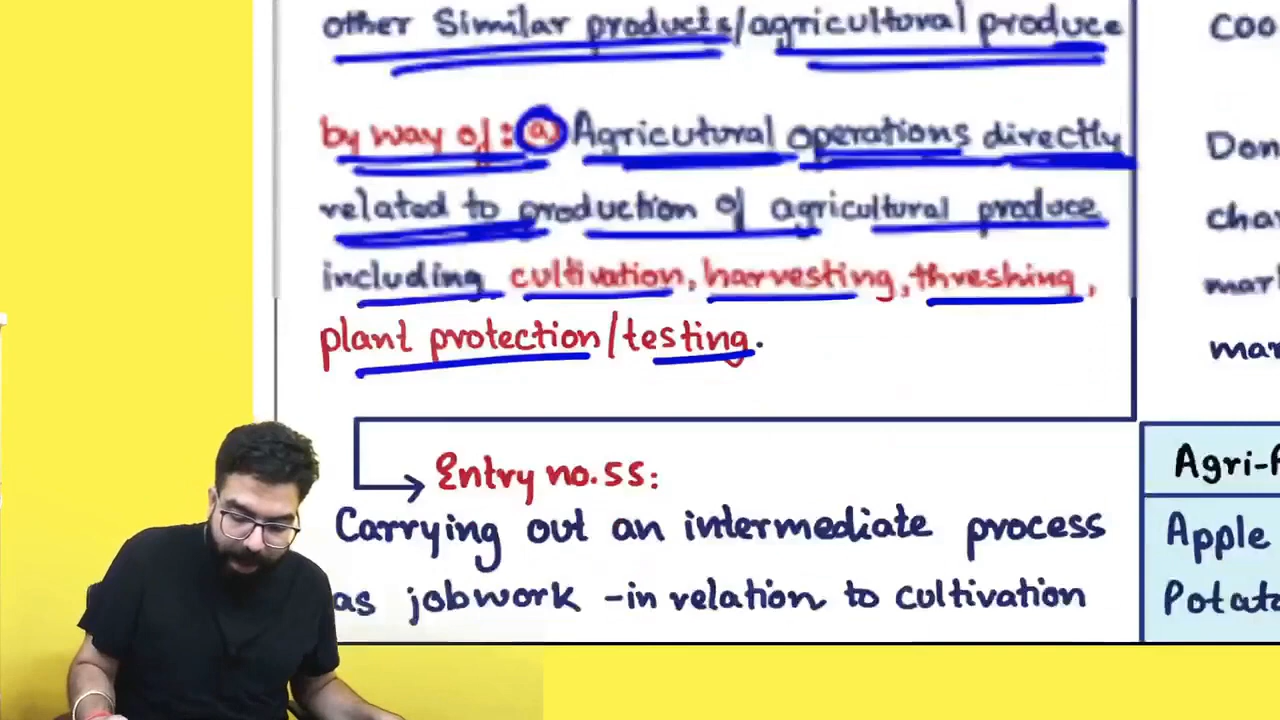 other Similar products/agricultural produce
by way of: a) Agricutural operations directly
related to production of agricultural produce
including cultivation, harvesting, threshing,
plant protection/testing.
Entry no.55:
Carrying out an intermediate process
as jobwork -in relation to cultivation
Agri-
Apple